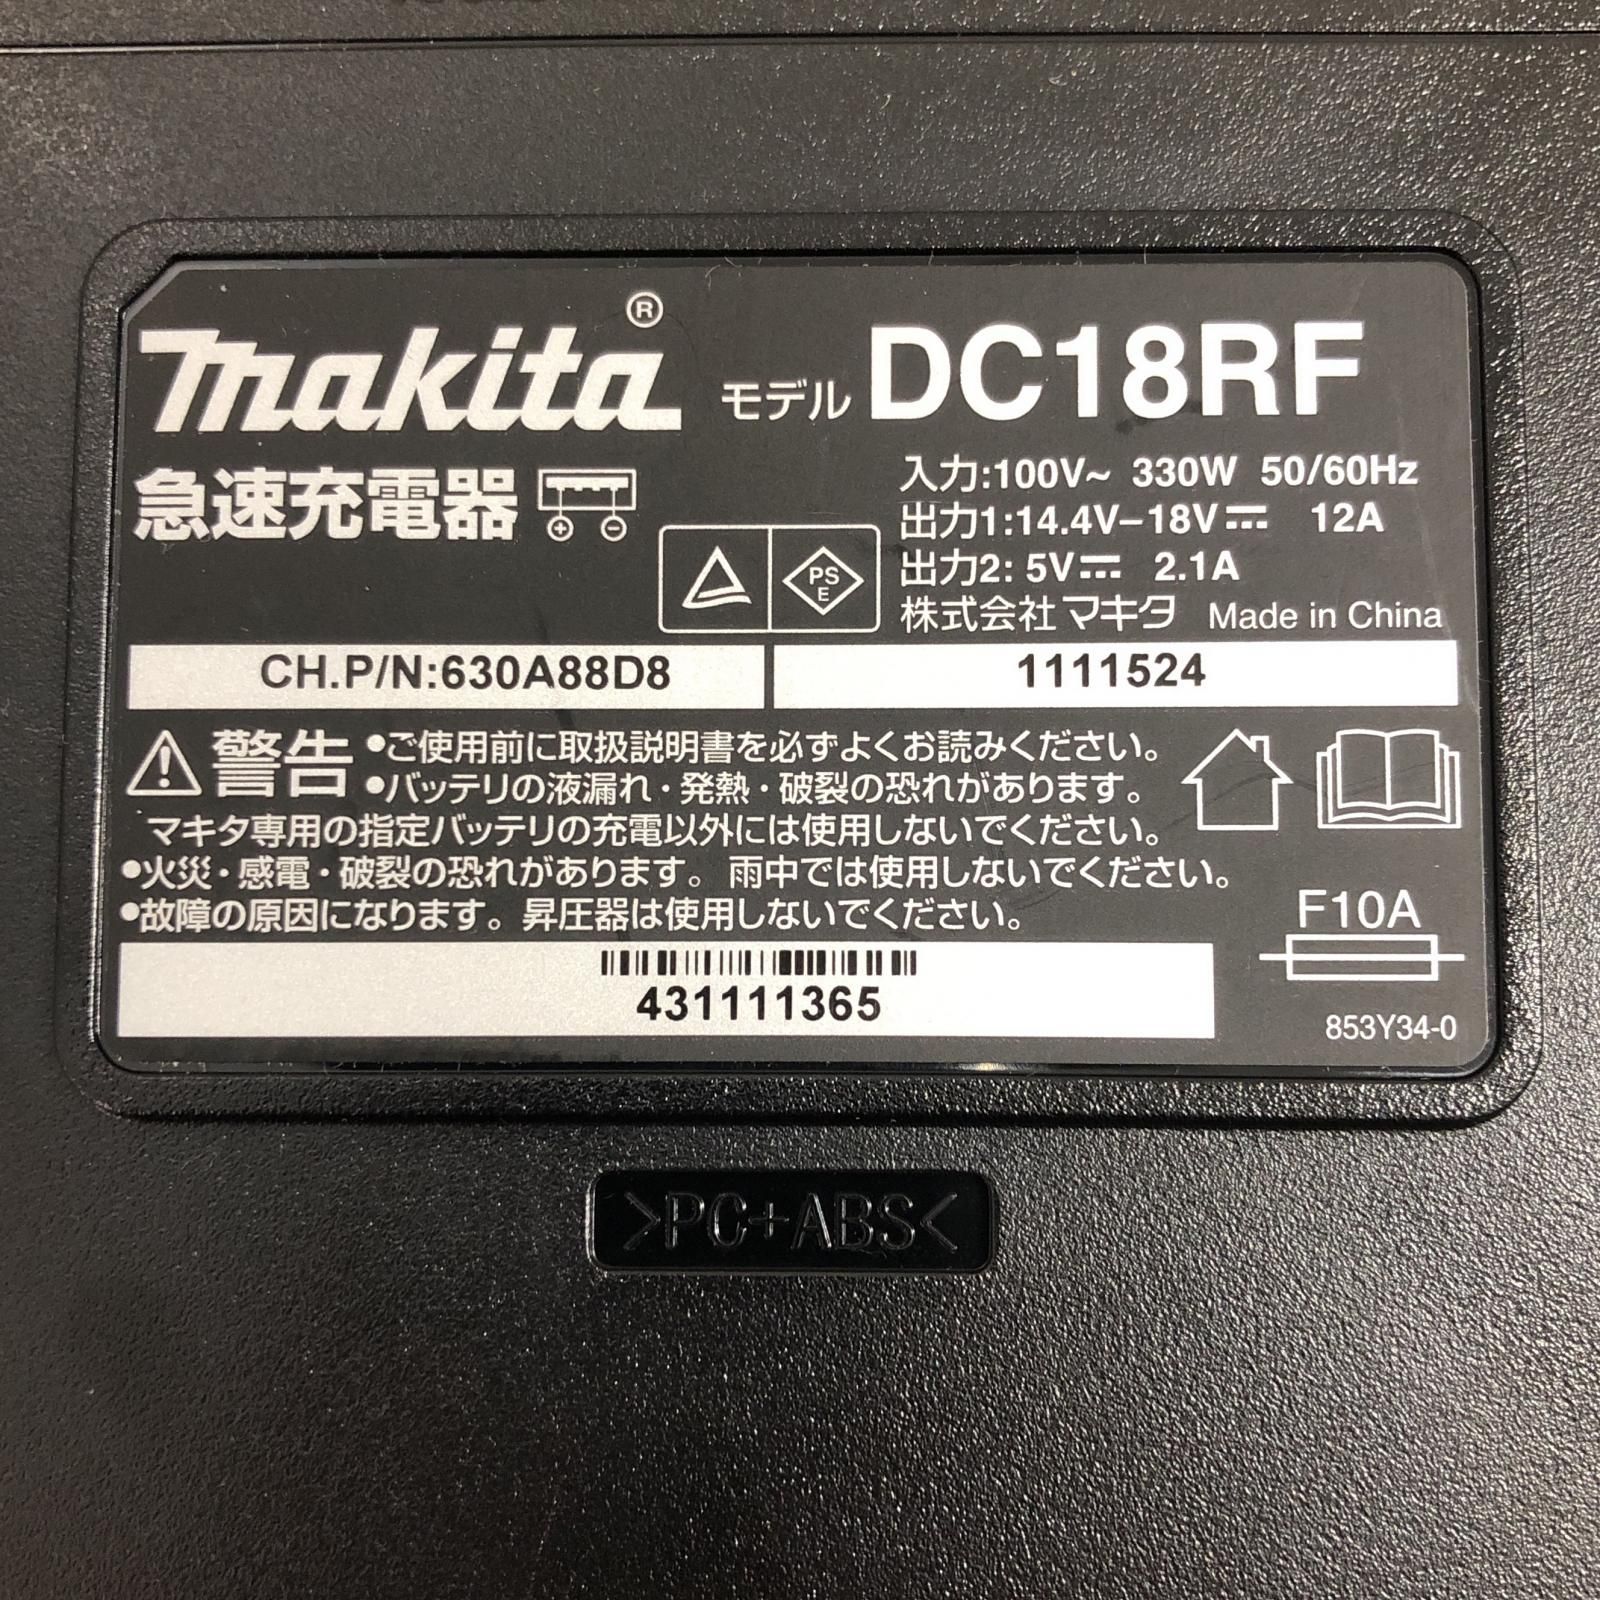 makita®
モデル DC18RF
急速充電器
入力:100V~ 330W 50/60Hz
出力1:14.4V–18V⎓ 12A
出力2: 5V⎓ 2.1A
PS
E
株式会社マキタ Made in China
CH.P/N:630A88D8
1111524
⚠警告 •ご使用前に取扱説明書を必ずよくお読みください。
•バッテリの液漏れ・発熱・破裂の恐れがあります。
マキタ専用の指定バッテリの充電以外には使用しないでください。
•火災・感電・破裂の恐れがあります。雨中では使用しないでください。
•故障の原因になります。昇圧器は使用しないでください。
F10A
431111365
853Y34-0
>PC+ABS<